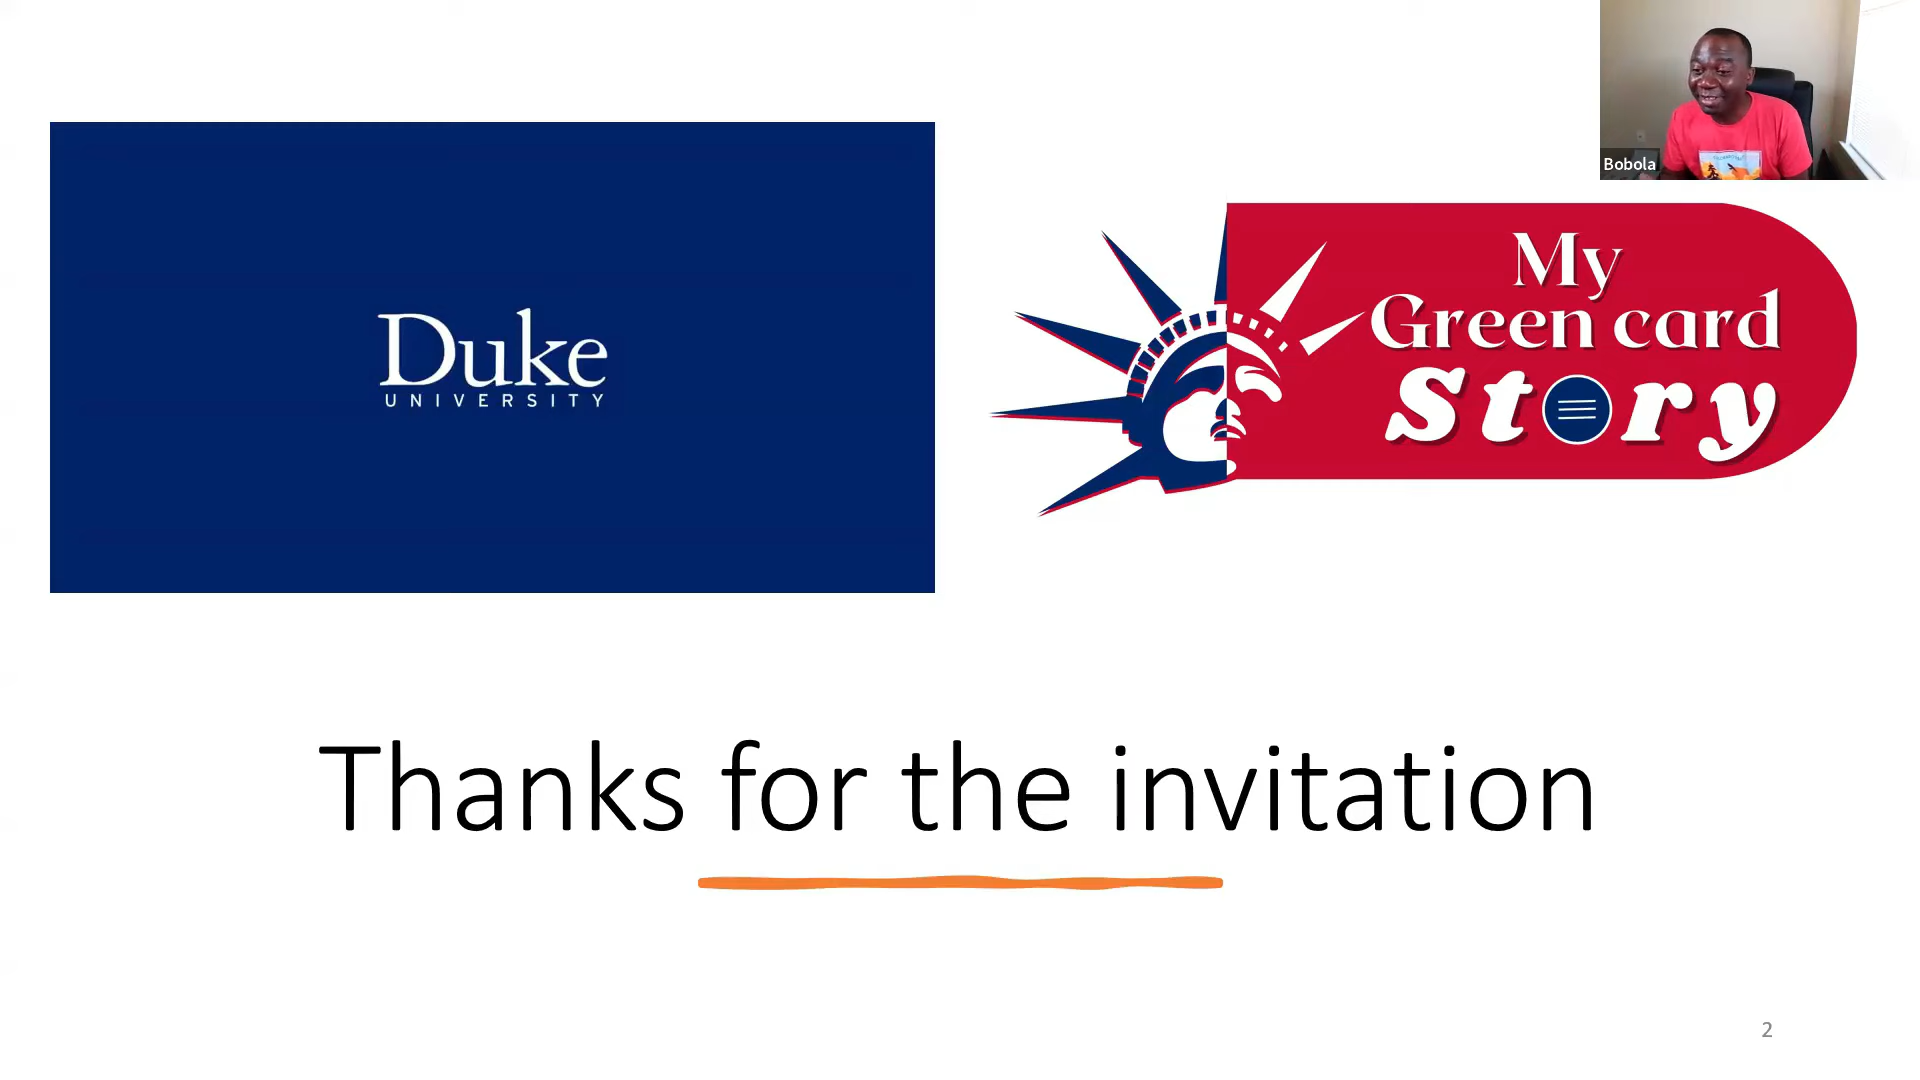 Bobola
Duke
UNIVERSITY
My
Green card
Story
Thanks for the invitation
2